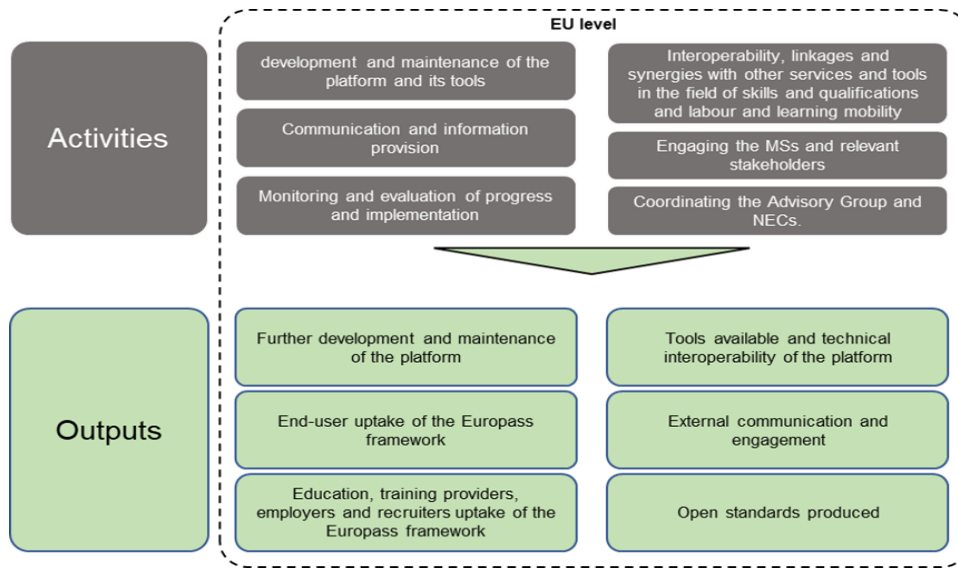 EU level
Activities
development and maintenance of the
platform and its tools
Communication and information
provision
Monitoring and evaluation of progress
and implementation
Interoperability, linkages and
synergies with other services and tools
in the field of skills and qualifications
and labour and learning mobility
Engaging the MSs and relevant
stakeholders
Coordinating the Advisory Group and
NECs.
Outputs
Further development and maintenance
of the platform
End-user uptake of the Europass
framework
Education, training providers,
employers and recruiters uptake of the
Europass framework
Tools available and technical
interoperability of the platform
External communication and
engagement
Open standards produced